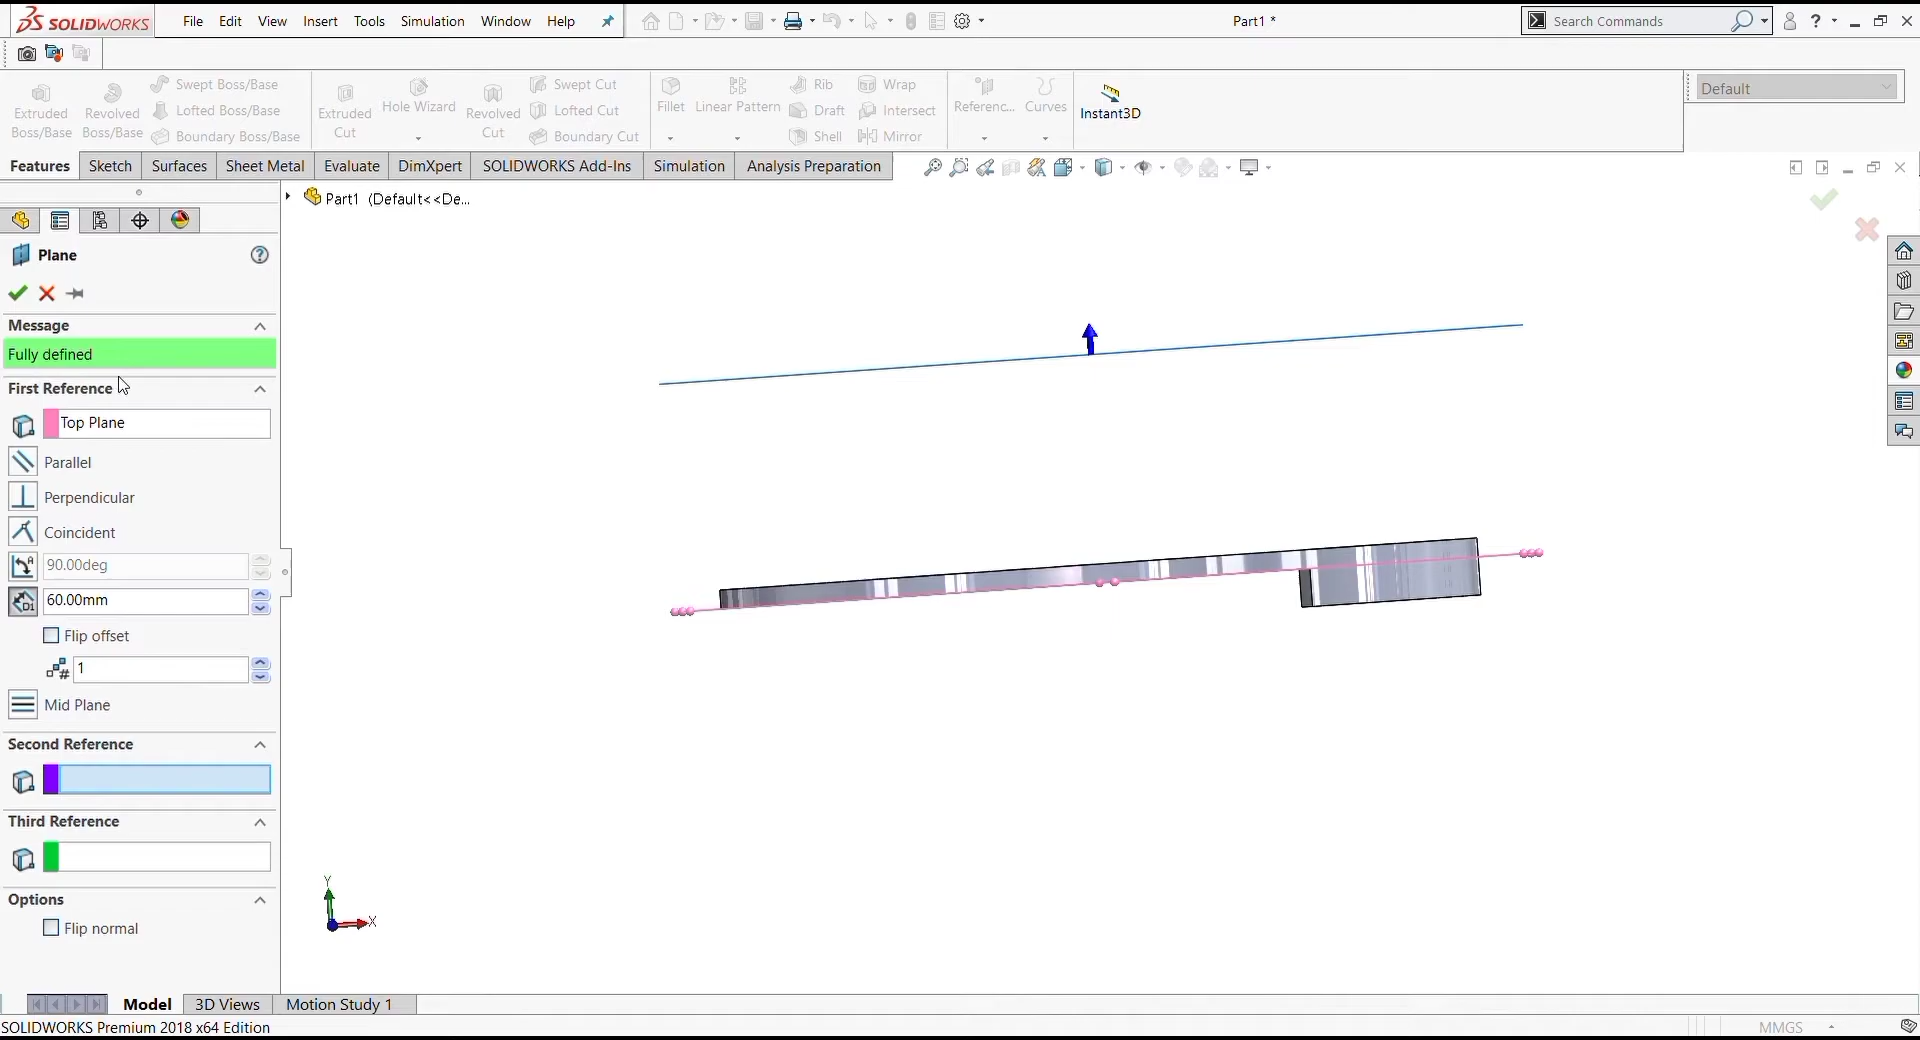 SOLIDWORKS
File Edit View Insert Tools Simulation Window Help
Part1 *
Search Commands
Extruded Boss/Base
Revolved Boss/Base
Swept Boss/Base
Lofted Boss/Base
Boundary Boss/Base
Extruded Cut
Hole Wizard
Revolved Cut
Swept Cut
Lofted Cut
Boundary Cut
Fillet
Linear Pattern
Rib
Draft
Shell
Wrap
Intersect
Mirror
Referenc...
Curves
Instant3D
Default
Features Sketch Surfaces Sheet Metal Evaluate DimXpert SOLIDWORKS Add-Ins Simulation Analysis Preparation
Part1 (Default<<De...
Plane
Message
Fully defined
First Reference
Top Plane
Parallel
Perpendicular
Coincident
90.00deg
60.00mm
Flip offset
1
Mid Plane
Second Reference
Third Reference
Options
Flip normal
Y
X
Model 3D Views Motion Study 1
SOLIDWORKS Premium 2018 x64 Edition
MMGS